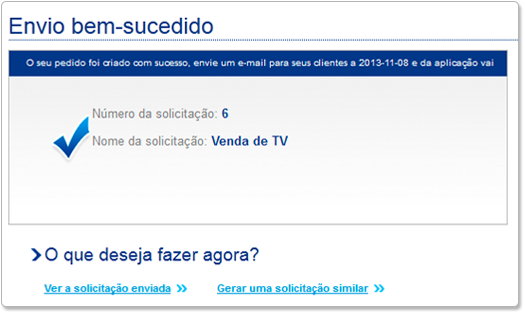 Envio bem-sucedido
O seu pedido foi criado com sucesso, envie um e-mail para seus clientes a 2013-11-08 e da aplicação vai
Número da solicitação: 6
Nome da solicitação: Venda de TV
O que deseja fazer agora?
Ver a solicitação enviada Gerar uma solicitação similar